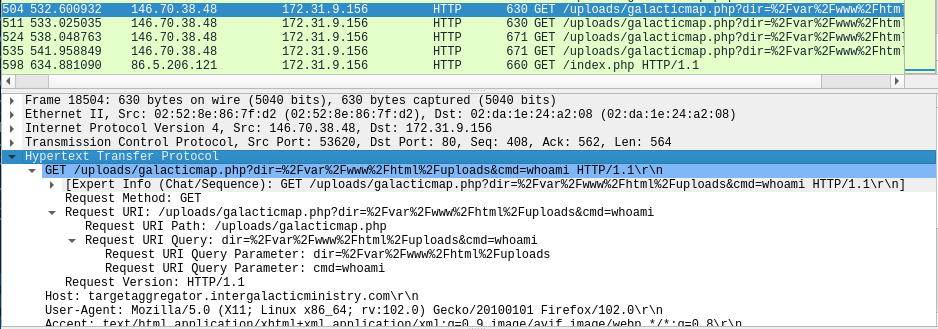 504 532.600932 146.70.38.48 172.31.9.156 HTTP 630 GET /uploads/galacticmap.php?dir=%2Fvar%2Fwww%2Fhtml
511 533.025035 146.70.38.48 172.31.9.156 HTTP 630 GET /uploads/galacticmap.php?dir=%2Fvar%2Fwww%2Fhtml
524 538.048763 146.70.38.48 172.31.9.156 HTTP 671 GET /uploads/galacticmap.php?dir=%2Fvar%2Fwww%2Fhtml
535 541.958849 146.70.38.48 172.31.9.156 HTTP 671 GET /uploads/galacticmap.php?dir=%2Fvar%2Fwww%2Fhtml
598 634.881090 86.5.206.121 172.31.9.156 HTTP 660 GET /index.php HTTP/1.1
Frame 18504: 630 bytes on wire (5040 bits), 630 bytes captured (5040 bits)
Ethernet II, Src: 02:52:8e:86:7f:d2 (02:52:8e:86:7f:d2), Dst: 02:da:1e:24:a2:08 (02:da:1e:24:a2:08)
Internet Protocol Version 4, Src: 146.70.38.48, Dst: 172.31.9.156
Transmission Control Protocol, Src Port: 53620, Dst Port: 80, Seq: 408, Ack: 562, Len: 564
Hypertext Transfer Protocol
GET /uploads/galacticmap.php?dir=%2Fvar%2Fwww%2Fhtml%2Fuploads&cmd=whoami HTTP/1.1\r\n
[Expert Info (Chat/Sequence): GET /uploads/galacticmap.php?dir=%2Fvar%2Fwww%2Fhtml%2Fuploads&cmd=whoami HTTP/1.1\r\n]
Request Method: GET
Request URI: /uploads/galacticmap.php?dir=%2Fvar%2Fwww%2Fhtml%2Fuploads&cmd=whoami
Request URI Path: /uploads/galacticmap.php
Request URI Query: dir=%2Fvar%2Fwww%2Fhtml%2Fuploads&cmd=whoami
Request URI Query Parameter: dir=%2Fvar%2Fwww%2Fhtml%2Fuploads
Request URI Query Parameter: cmd=whoami
Request Version: HTTP/1.1
Host: targetaggregator.intergalacticministry.com\r\n
User-Agent: Mozilla/5.0 (X11; Linux x86_64; rv:102.0) Gecko/20100101 Firefox/102.0\r\n
Accept: text/html,application/xhtml+xml,application/xml;q=0.9,image/avif,image/webp,*/*;q=0.8\r\n